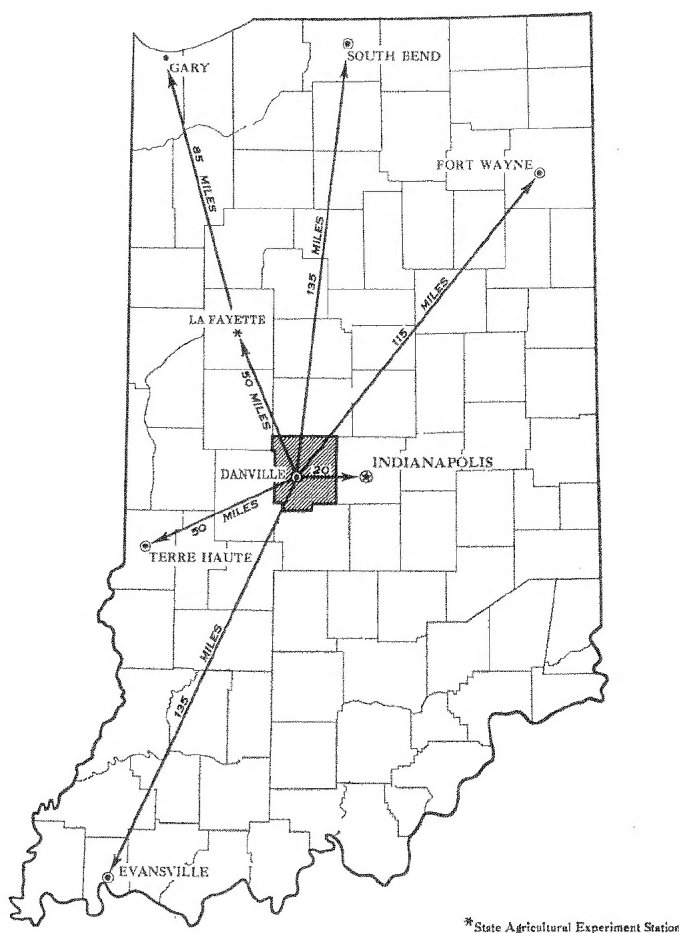 GARY
SOUTH BEND
85 MILES
FORT WAYNE
135 MILES
115 MILES
LA FAYETTE
50 MILES
DANVILLE
20
INDIANAPOLIS
50 MILES
TERRE HAUTE
135 MILES
EVANSVILLE
*State Agricultural Experiment Station